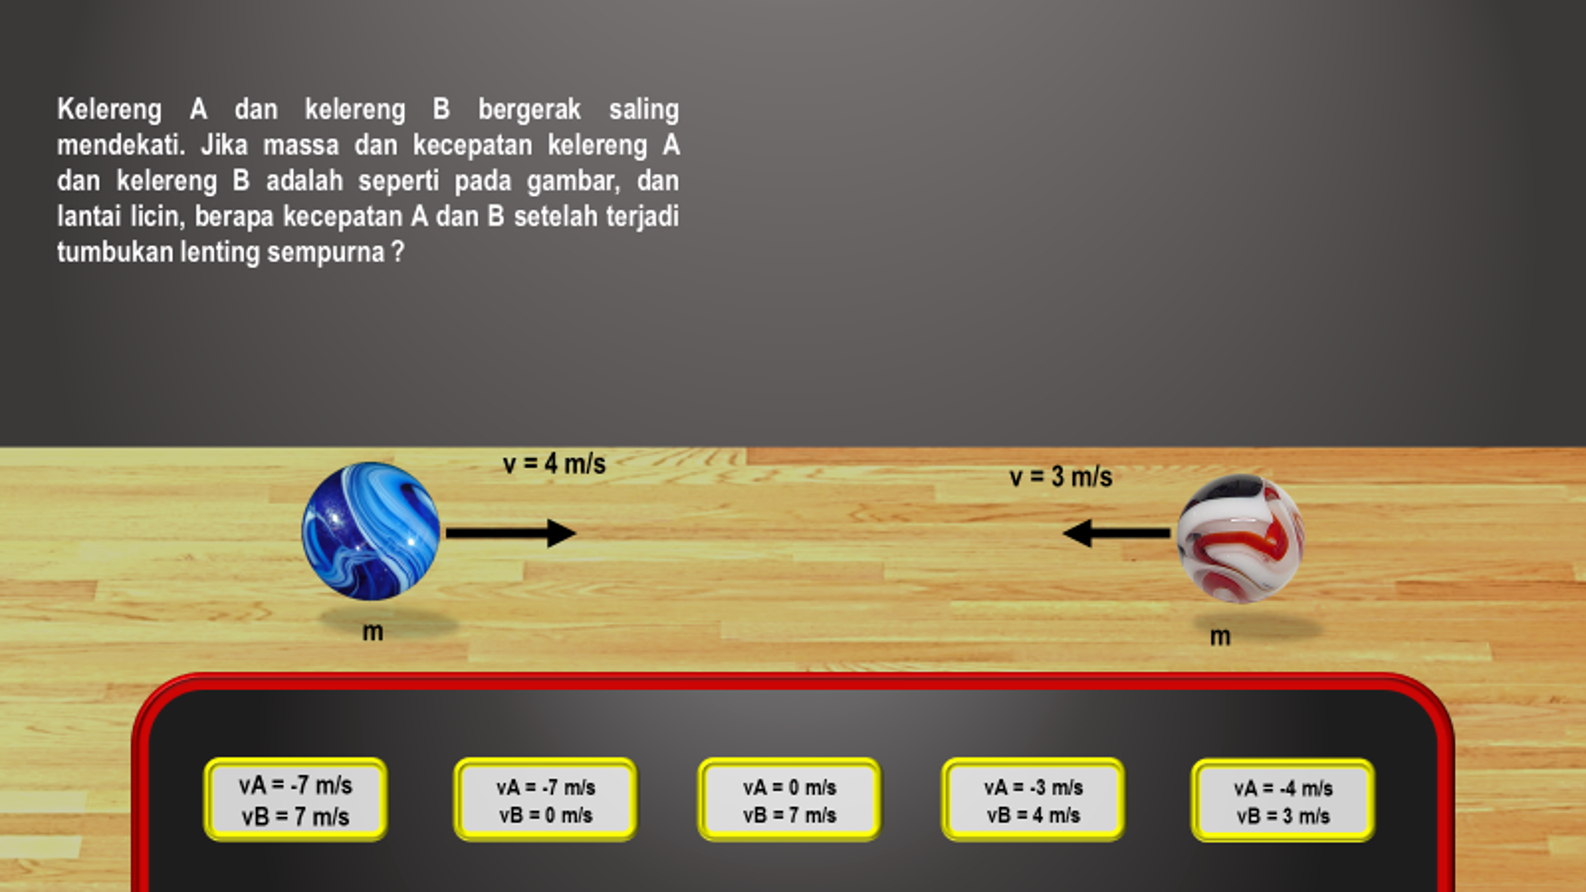 Kelereng A dan kelereng B bergerak saling
mendekati. Jika massa dan kecepatan kelereng A
dan kelereng B adalah seperti pada gambar, dan
lantai licin, berapa kecepatan A dan B setelah terjadi
tumbukan lenting sempurna ?
v = 4 m/s
v = 3 m/s
m
m
vA = -7 m/s
vB = 7 m/s
vA = -7 m/s
vB = 0 m/s
vA = 0 m/s
vB = 7 m/s
vA = -3 m/s
vB = 4 m/s
vA = -4 m/s
vB = 3 m/s